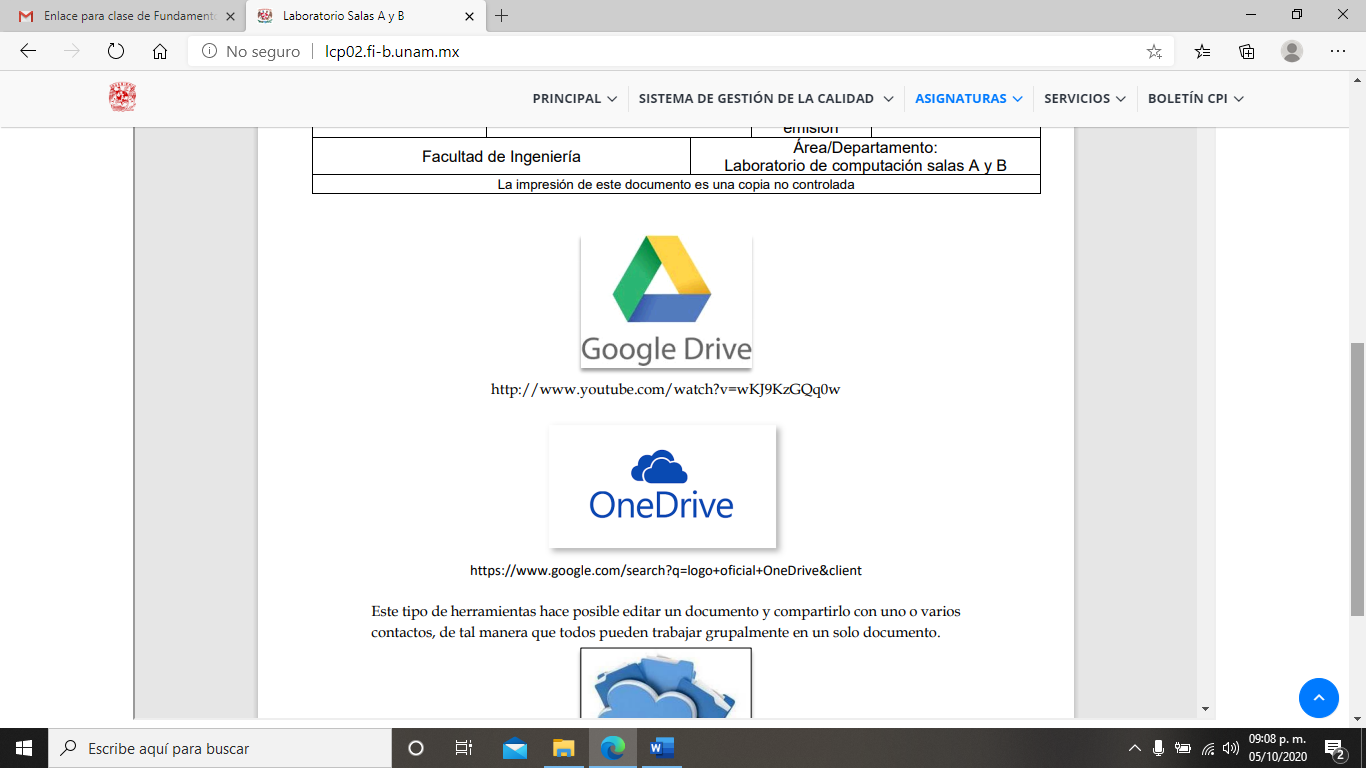 Enlace para clase de Fundament
Laboratorio Salas A y B
No seguro
lcp02.fi-b.unam.mx
PRINCIPAL
SISTEMA DE GESTIÓN DE LA CALIDAD
ASIGNATURAS
SERVICIOS
BOLETÍN CPI
emisión
Facultad de Ingeniería
Área/Departamento:
Laboratorio de computación salas A y B
La impresión de este documento es una copia no controlada
Google Drive
http://www.youtube.com/watch?v=wKJ9KzGQq0w
OneDrive
https://www.google.com/search?q=logo+oficial+OneDrive&client
Este tipo de herramientas hace posible editar un documento y compartirlo con uno o varios
contactos, de tal manera que todos pueden trabajar grupalmente en un solo documento.
Escribe aquí para buscar
09:08 p. m.
05/10/2020
2